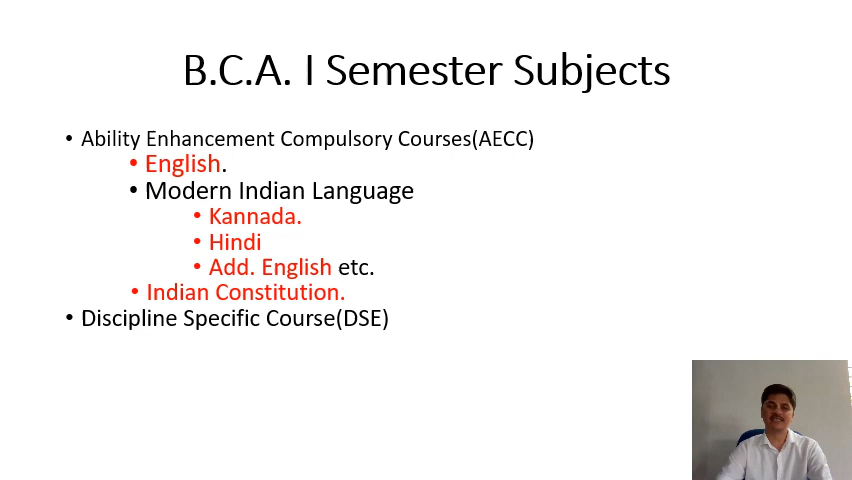 B.C.A. I Semester Subjects
• Ability Enhancement Compulsory Courses(AECC)
• English.
• Modern Indian Language
• Kannada.
• Hindi
• Add. English etc.
• Indian Constitution.
• Discipline Specific Course(DSE)